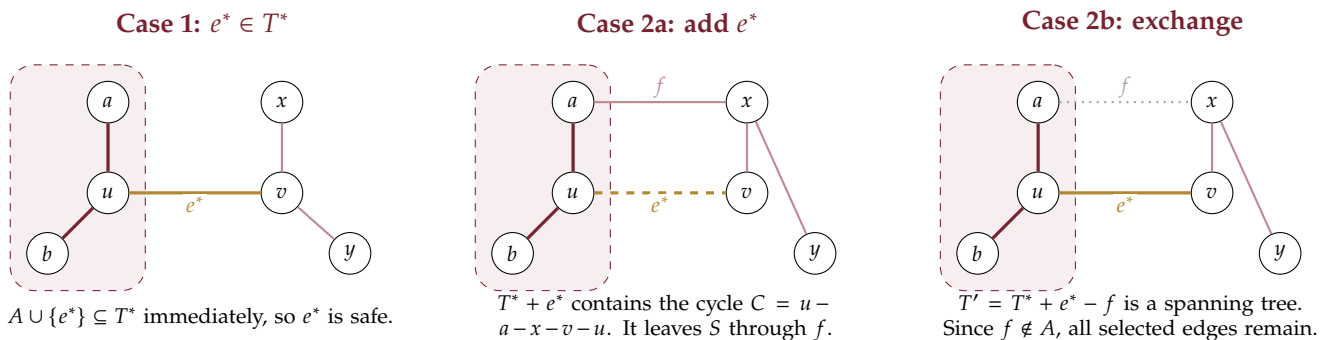 Case 1: e* ∈ T*
a
x
u
e*
v
b
y
A ∪ {e*} ⊆ T* immediately, so e* is safe.
Case 2a: add e*
a
f
x
u
e*
v
b
y
T* + e* contains the cycle C = u –
a – x – v – u. It leaves S through f.
Case 2b: exchange
a
f
x
u
e*
v
b
y
T′ = T* + e* − f is a spanning tree.
Since f ∉ A, all selected edges remain.